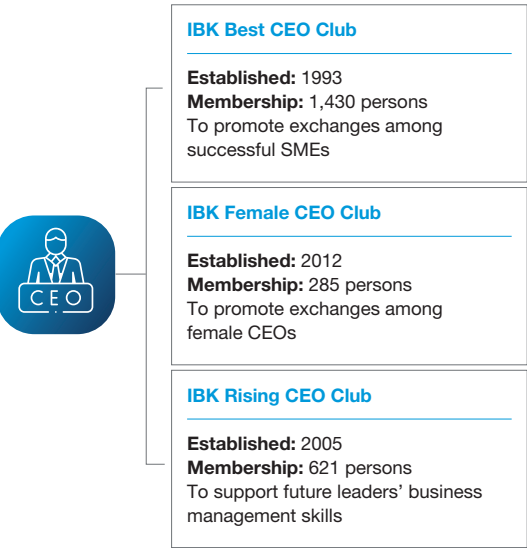 IBK Best CEO Club
Established: 1993
Membership: 1,430 persons
To promote exchanges among
successful SMEs
CEO
IBK Female CEO Club
Established: 2012
Membership: 285 persons
To promote exchanges among
female CEOs
IBK Rising CEO Club
Established: 2005
Membership: 621 persons
To support future leaders’ business
management skills